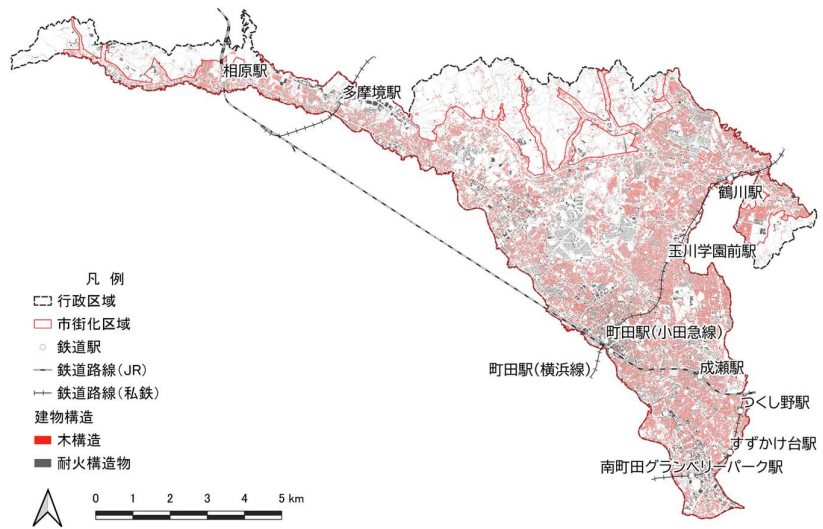 相原駅
多摩境駅
鶴川駅
玉川学園前駅
町田駅(小田急線)
町田駅(横浜線)
成瀬駅
つくし野駅
すずかけ台駅
南町田グランベリーパーク駅
凡 例
行政区域
市街化区域
鉄道駅
鉄道路線(JR)
鉄道路線(私鉄)
建物構造
木構造
耐火構造物
0 1 2 3 4 5 km